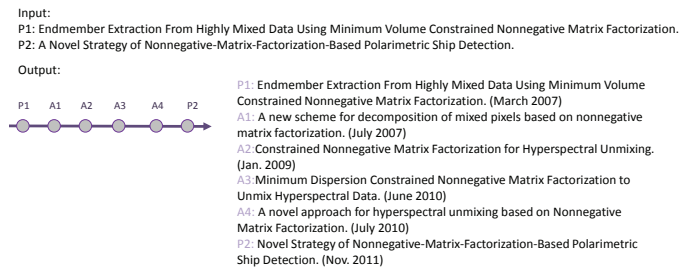 Input:
P1: Endmember Extraction From Highly Mixed Data Using Minimum Volume Constrained Nonnegative Matrix Factorization.
P2: A Novel Strategy of Nonnegative-Matrix-Factorization-Based Polarimetric Ship Detection.
Output:
P1 A1 A2 A3 A4 P2
P1: Endmember Extraction From Highly Mixed Data Using Minimum Volume
Constrained Nonnegative Matrix Factorization. (March 2007)
A1: A new scheme for decomposition of mixed pixels based on nonnegative
matrix factorization. (July 2007)
A2:Constrained Nonnegative Matrix Factorization for Hyperspectral Unmixing.
(Jan. 2009)
A3:Minimum Dispersion Constrained Nonnegative Matrix Factorization to
Unmix Hyperspectral Data. (June 2010)
A4: A novel approach for hyperspectral unmixing based on Nonnegative
Matrix Factorization. (July 2010)
P2: Novel Strategy of Nonnegative-Matrix-Factorization-Based Polarimetric
Ship Detection. (Nov. 2011)